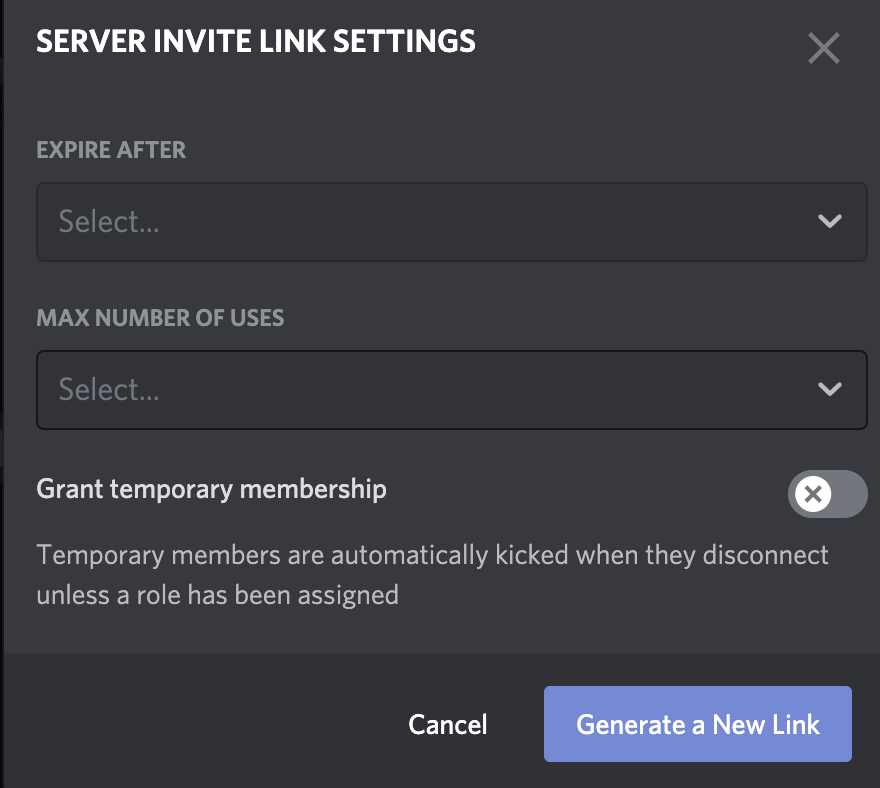 SERVER INVITE LINK SETTINGS
EXPIRE AFTER
Select...
MAX NUMBER OF USES
Select...
Grant temporary membership
Temporary members are automatically kicked when they disconnect
unless a role has been assigned
Cancel
Generate a New Link